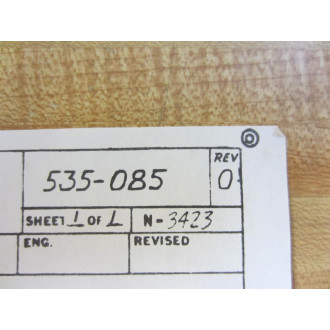 REV
535-085 0
SHEET 1 OF 1 N-3423
ENG. REVISED